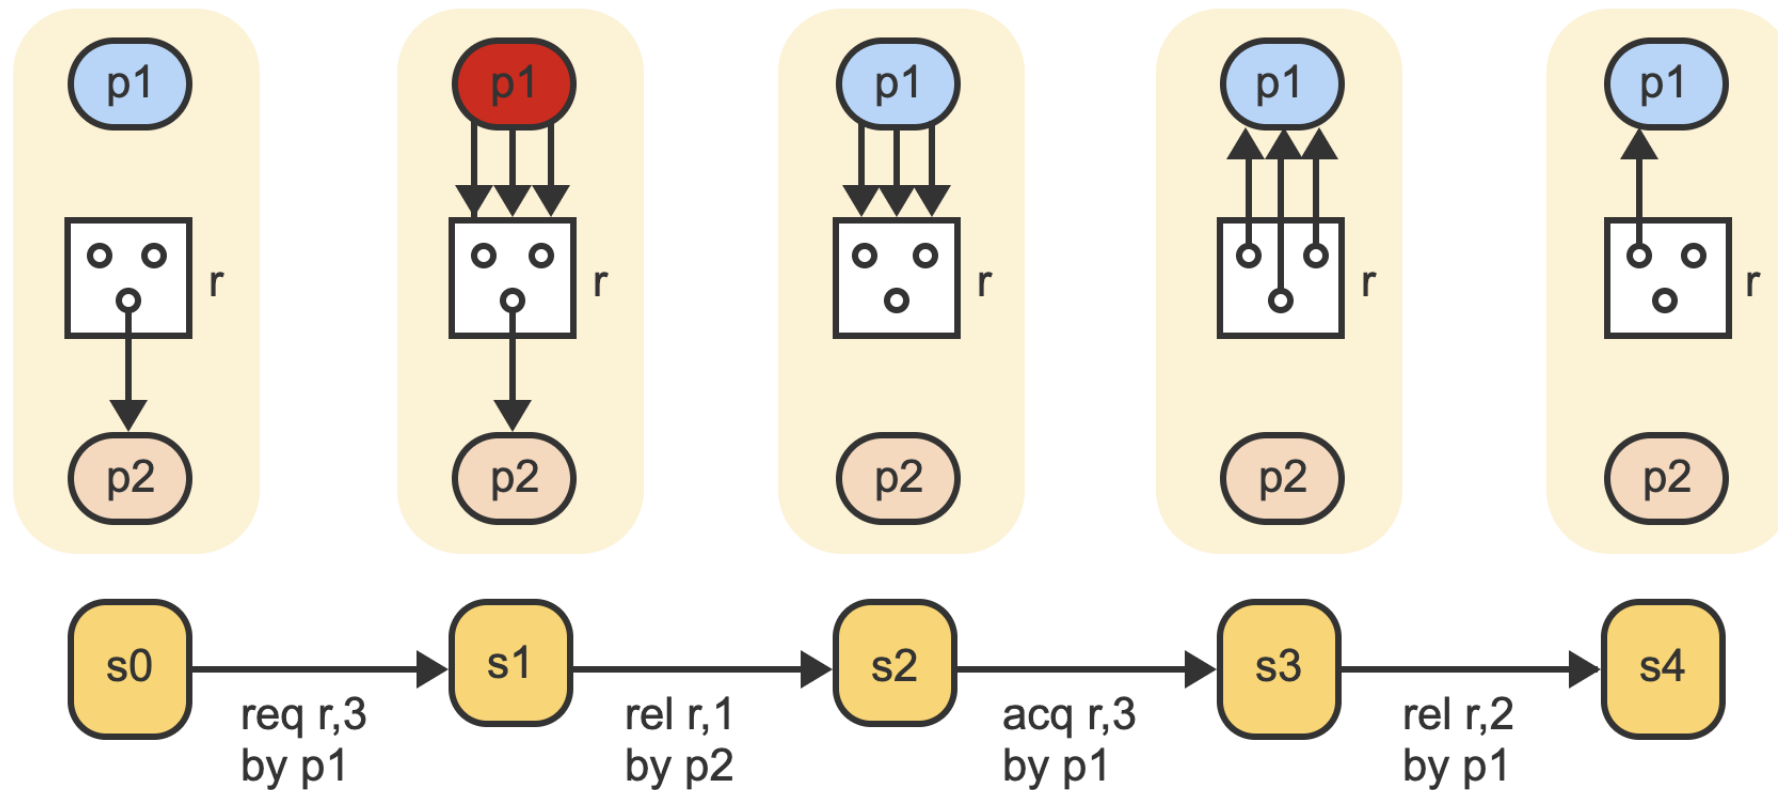 p1 p1 p1 p1 p1
r r r r r
p2 p2 p2 p2 p2
s0 s1 s2 s3 s4
req r,3 rel r,1 acq r,3 rel r,2
by p1 by p2 by p1 by p1